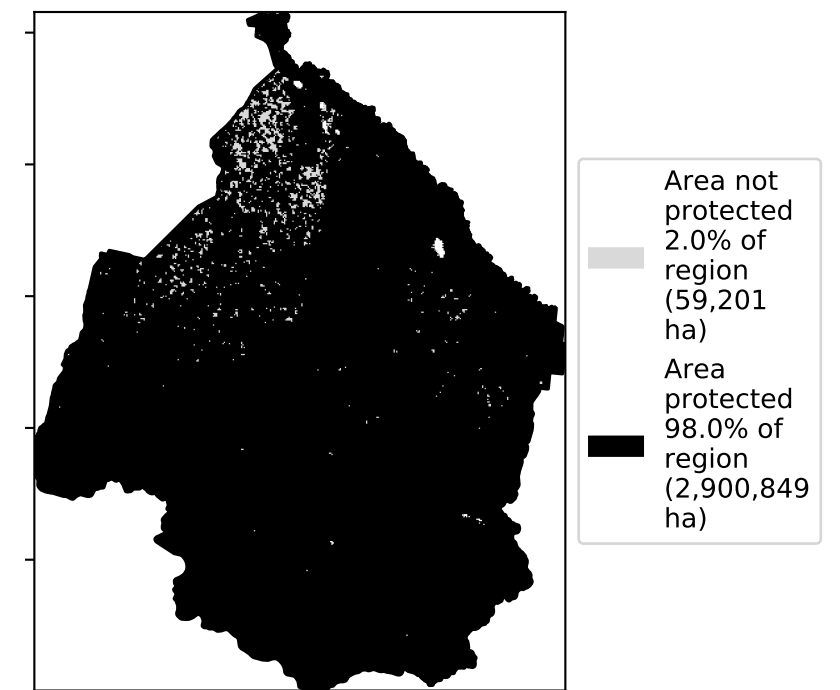 Area not
protected
2.0% of
region
(59,201
ha)
Area
protected
98.0% of
region
(2,900,849
ha)